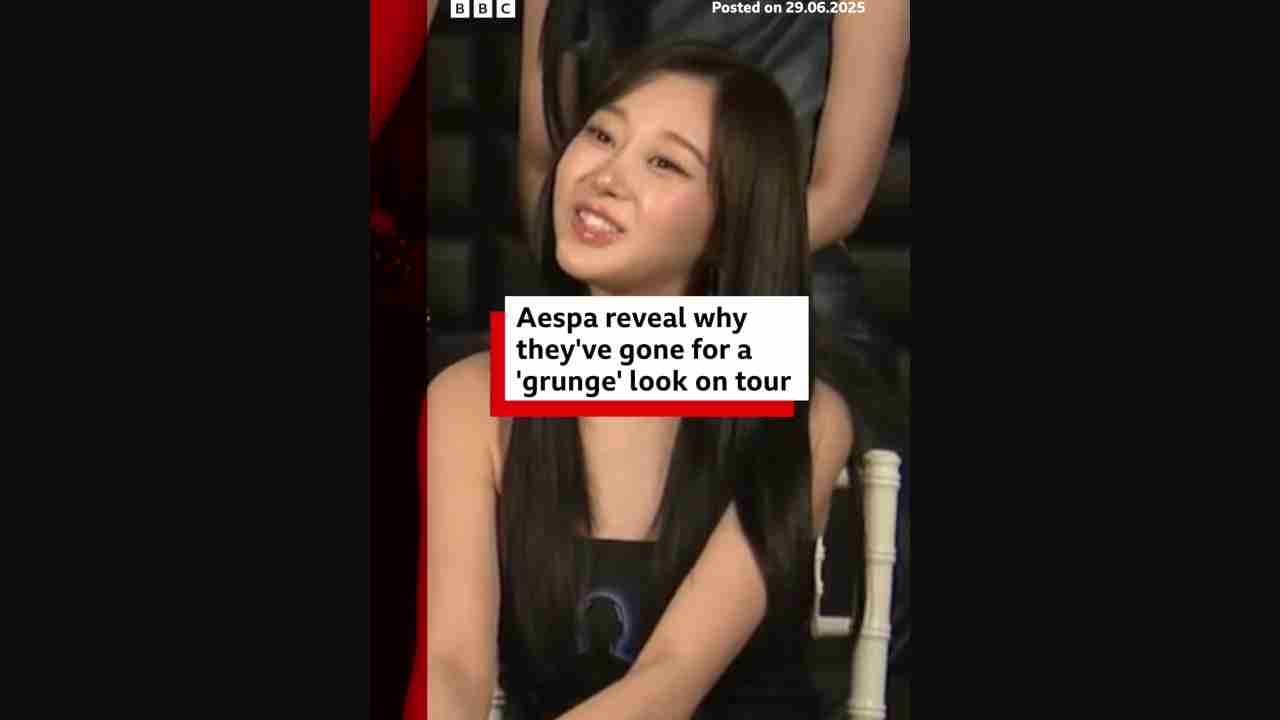 BBC
Posted on 29.06.2025
Aespa reveal why
they've gone for a
'grunge' look on tour